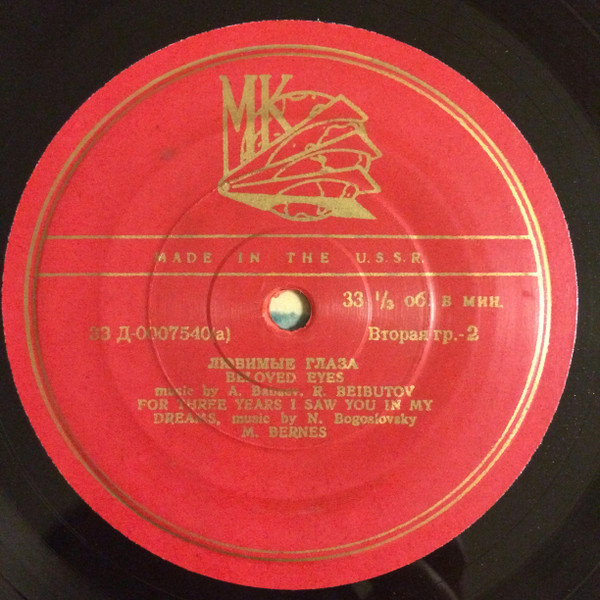 MK
MADE IN THE U.S.S.R.
33 1/3 об. в мин.
33 Д-0007540(а) Вторая гр.-2
ЛЮБИМЫЕ ГЛАЗА
BELOVED EYES
music by A. Babaev. R. BEIBUTOV
FOR THREE YEARS I SAW YOU IN MY
DREAMS, music by N. Bogoslovsky
M. BERNES